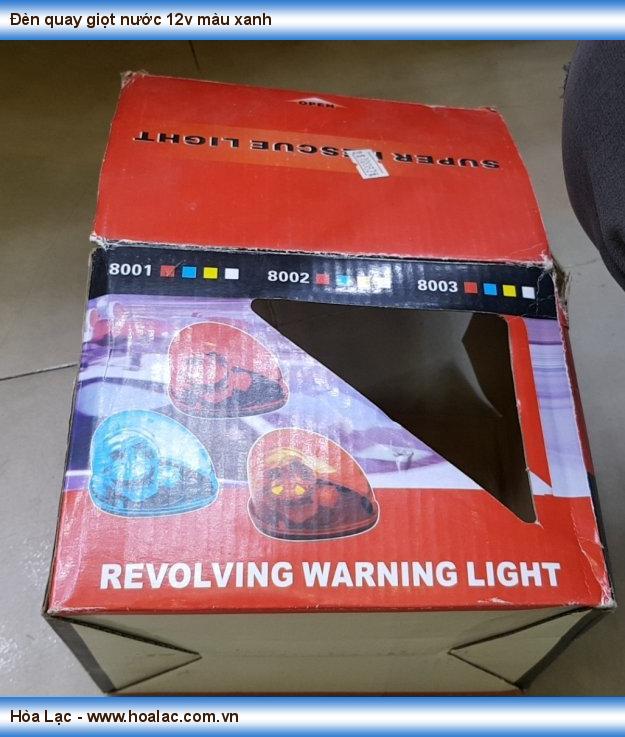 Đèn quay giọt nước 12v màu xanh
OPEN
SUPER RESCUE LIGHT
8001
8002
8003
REVOLVING WARNING LIGHT
Hòa Lạc - www.hoalac.com.vn